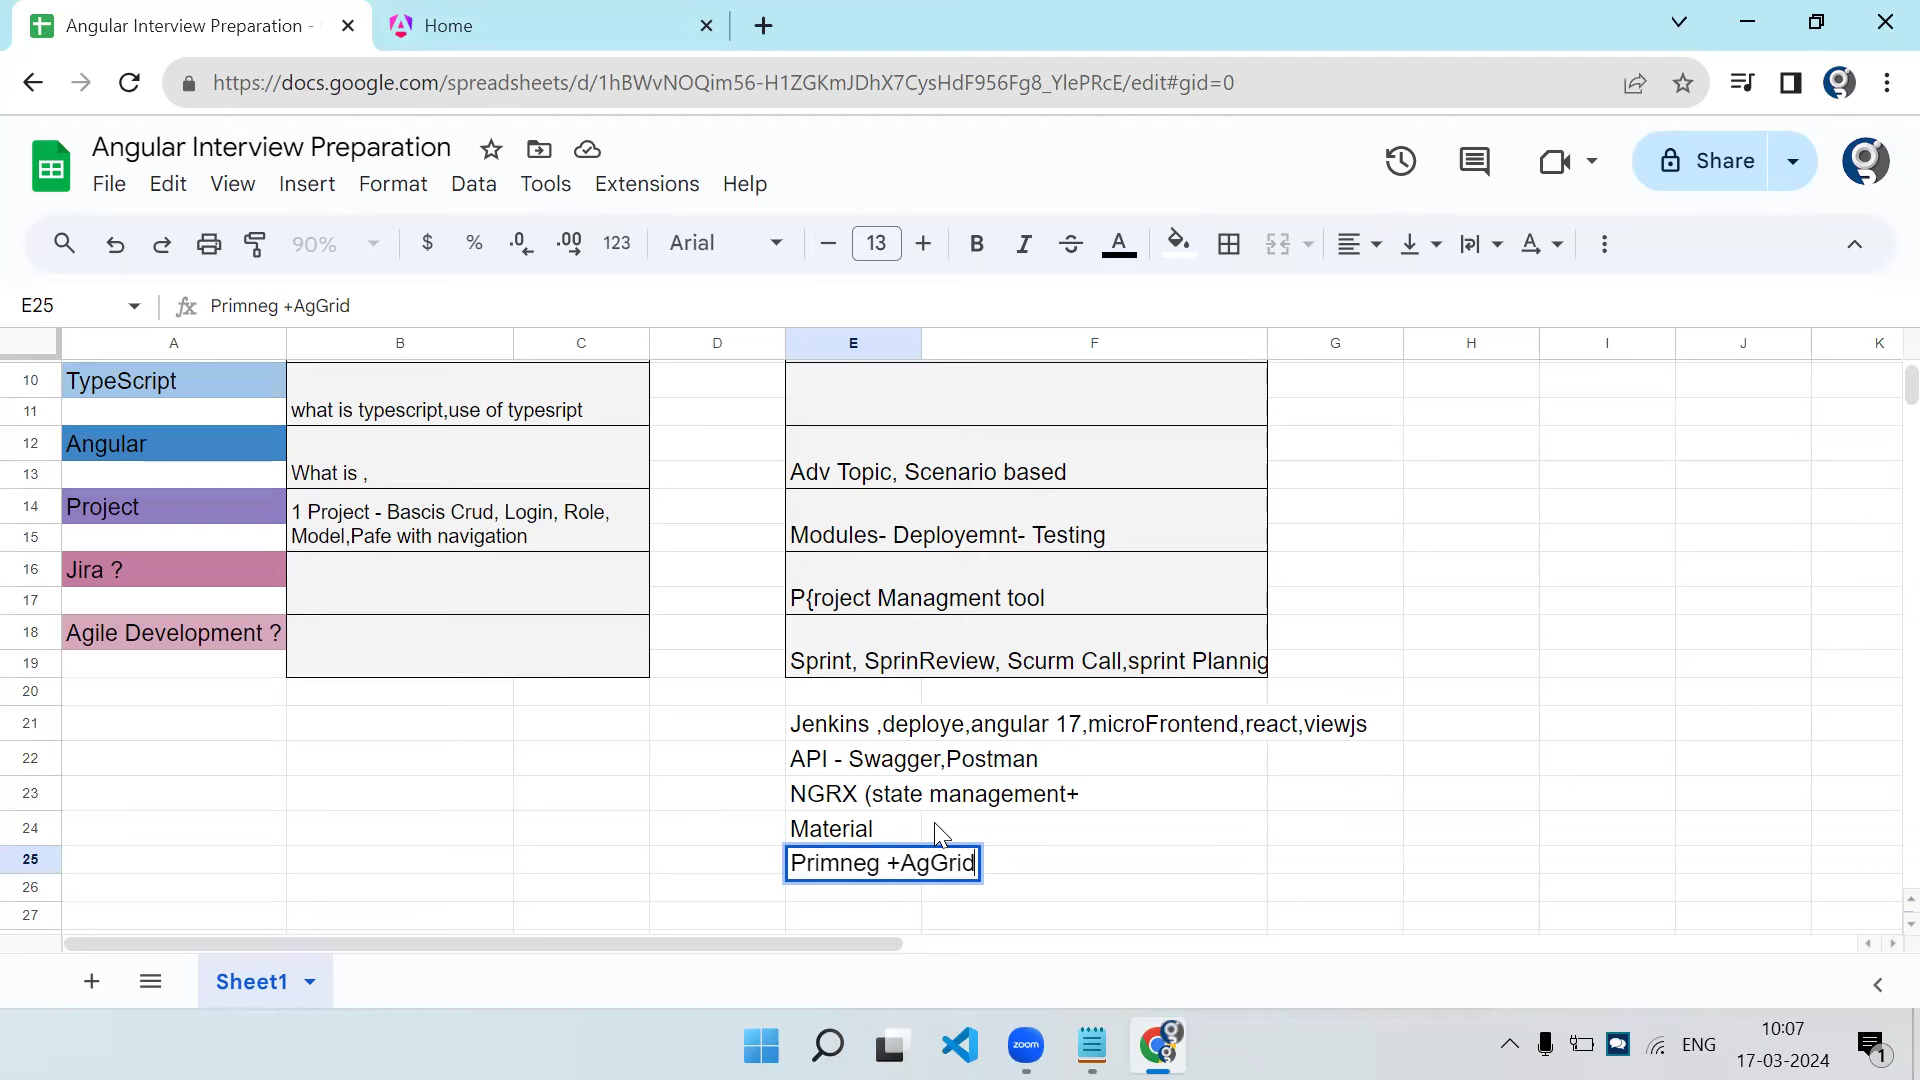 Angular Interview Preparation -
Home
https://docs.google.com/spreadsheets/d/1hBWvNOQim56-H1ZGKmJDhX7CysHdF956Fg8_YlePRcE/edit#gid=0
Angular Interview Preparation
File Edit View Insert Format Data Tools Extensions Help
Share
90% $ % .0 .00 123 Arial 13 B I A A
E25 fx Primneg +AgGrid
A B C D E F G H I J K
10 TypeScript
11 what is typescript,use of typesript
12 Angular
13 What is , Adv Topic, Scenario based
14 Project 1 Project - Bascis Crud, Login, Role,
15 Model,Pafe with navigation Modules- Deployemnt- Testing
16 Jira ?
17 P{roject Managment tool
18 Agile Development ?
19 Sprint, SprinReview, Scurm Call,sprint Plannig
20
21 Jenkins ,deploye,angular 17,microFrontend,react,viewjs
22 API - Swagger,Postman
23 NGRX (state management+
24 Material
25 Primneg +AgGrid
26
27
Sheet1
zoom
ENG
10:07
17-03-2024
1